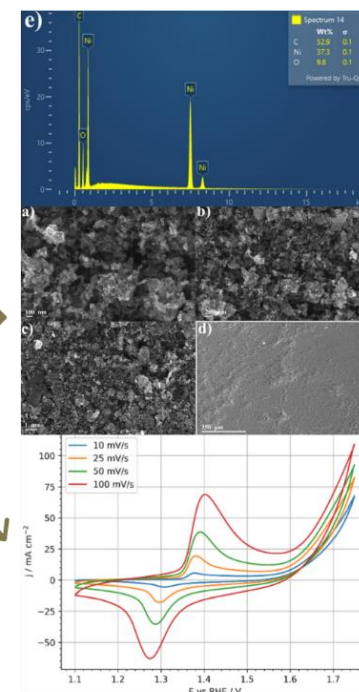 e)
Spectrum 14
Wt% σ
C 52.9 0.1
Ni 37.3 0.1
O 9.8 0.1
Powered by Tru-Q
cps/eV
30
20
10
0
C
O
Ni
Ni
Ni
0 5 10 15
a)
b)
c)
d)
10 mV/s
25 mV/s
50 mV/s
100 mV/s
j / mA cm⁻²
100
75
50
25
0
−25
−50
1.1 1.2 1.3 1.4 1.5 1.6 1.7
E vs RHE / V